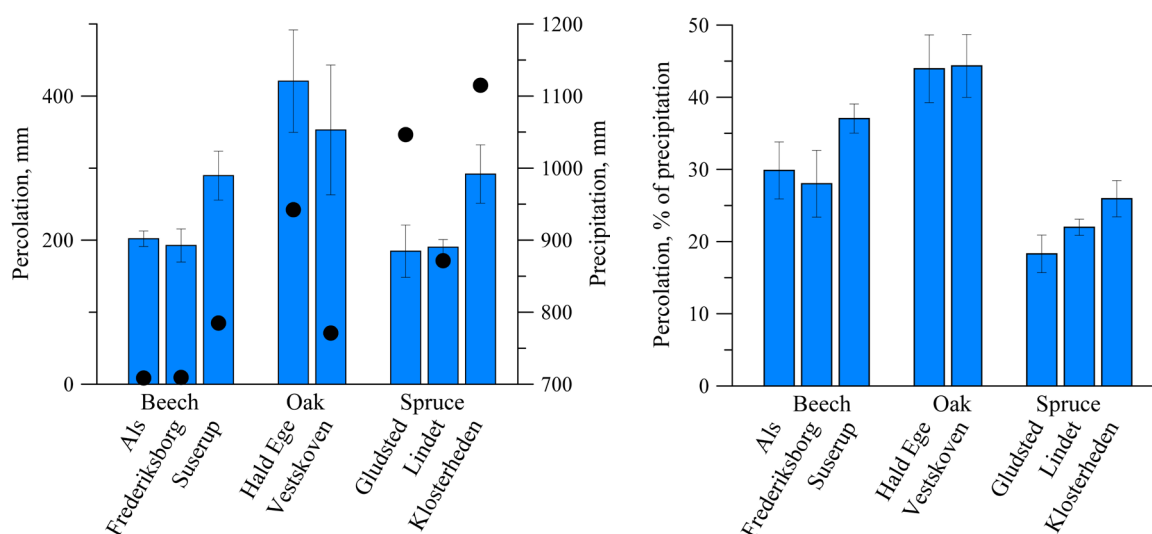 Percolation, mm
400
200
0
1200
1100
1000
900
800
700
Precipitation, mm
Beech
Oak
Spruce
Als
Frederiksborg
Suserup
Hald Ege
Vestskoven
Gludsted
Lindet
Klosterheden
Percolation, % of precipitation
50
40
30
20
10
0
Beech
Oak
Spruce
Als
Frederiksborg
Suserup
Hald Ege
Vestskoven
Gludsted
Lindet
Klosterheden